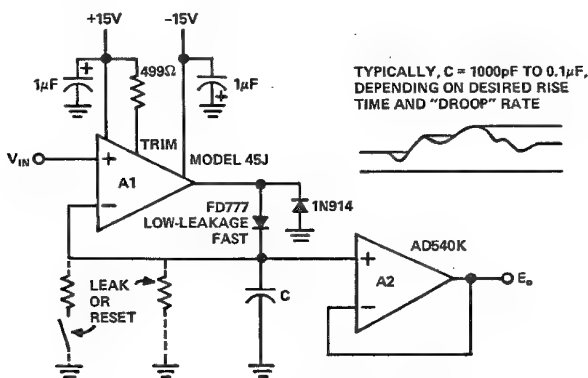 +15V
–15V
1µF
+
499Ω
1µF
+
TYPICALLY, C = 1000pF TO 0.1µF,
DEPENDING ON DESIRED RISE
TIME AND "DROOP" RATE
TRIM
MODEL 45J
V_IN
+
A1
–
FD777
LOW-LEAKAGE
FAST
1N914
AD540K
LEAK
OR
RESET
C
+
A2
–
E_o